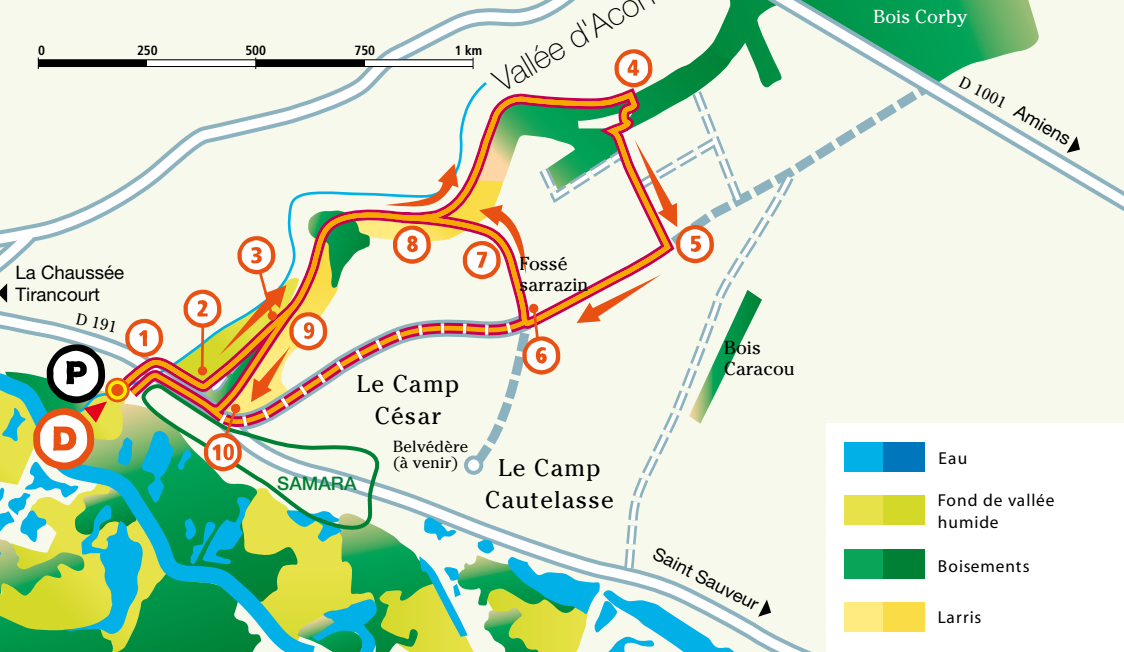 Bois Corby
0 250 500 750 1 km
Vallée d'Acon
4
D 1001 Amiens
3
La Chaussée
Tirancourt
2
8
7
5
Fossé
sarrazin
D 191
1
9
6
P
Bois
Caracou
Le Camp
César
D
10
Belvédère
(à venir)
Le Camp
Cautelasse
SAMARA
Saint Sauveur
Eau
Fond de vallée
humide
Boisements
Larris